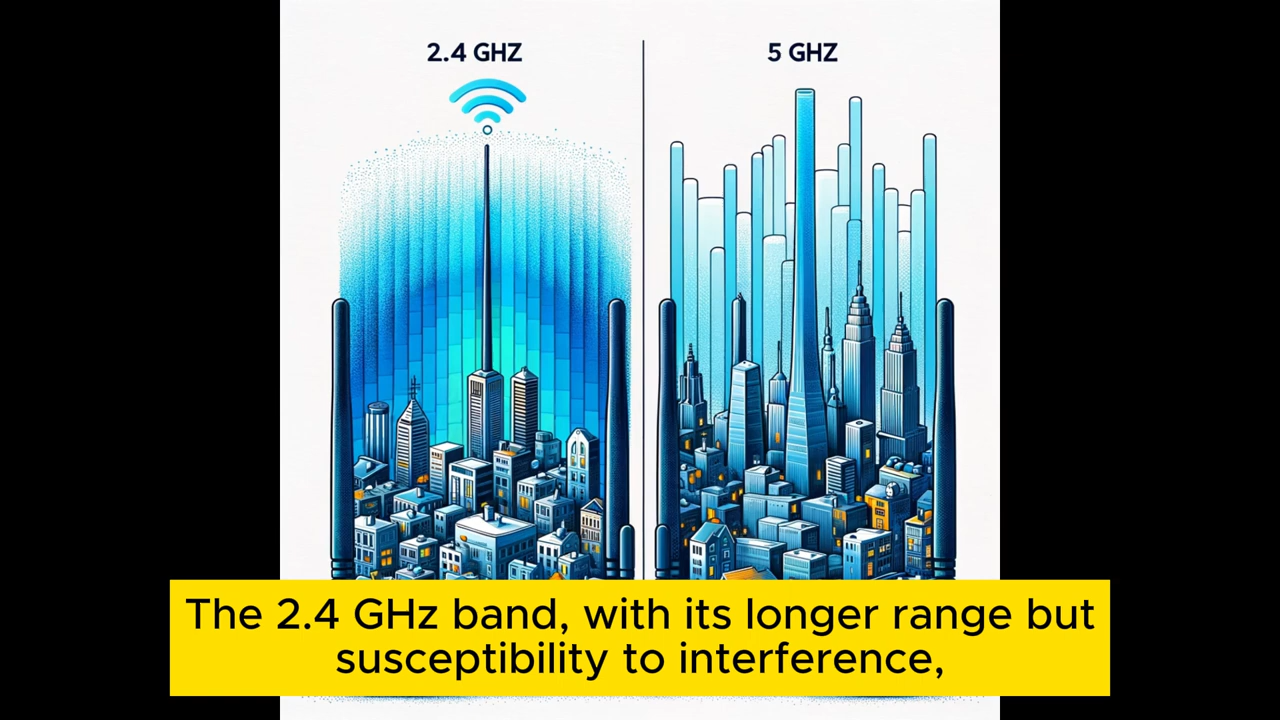 2.4 GHZ
5 GHZ
The 2.4 GHz band, with its longer range but
susceptibility to interference,